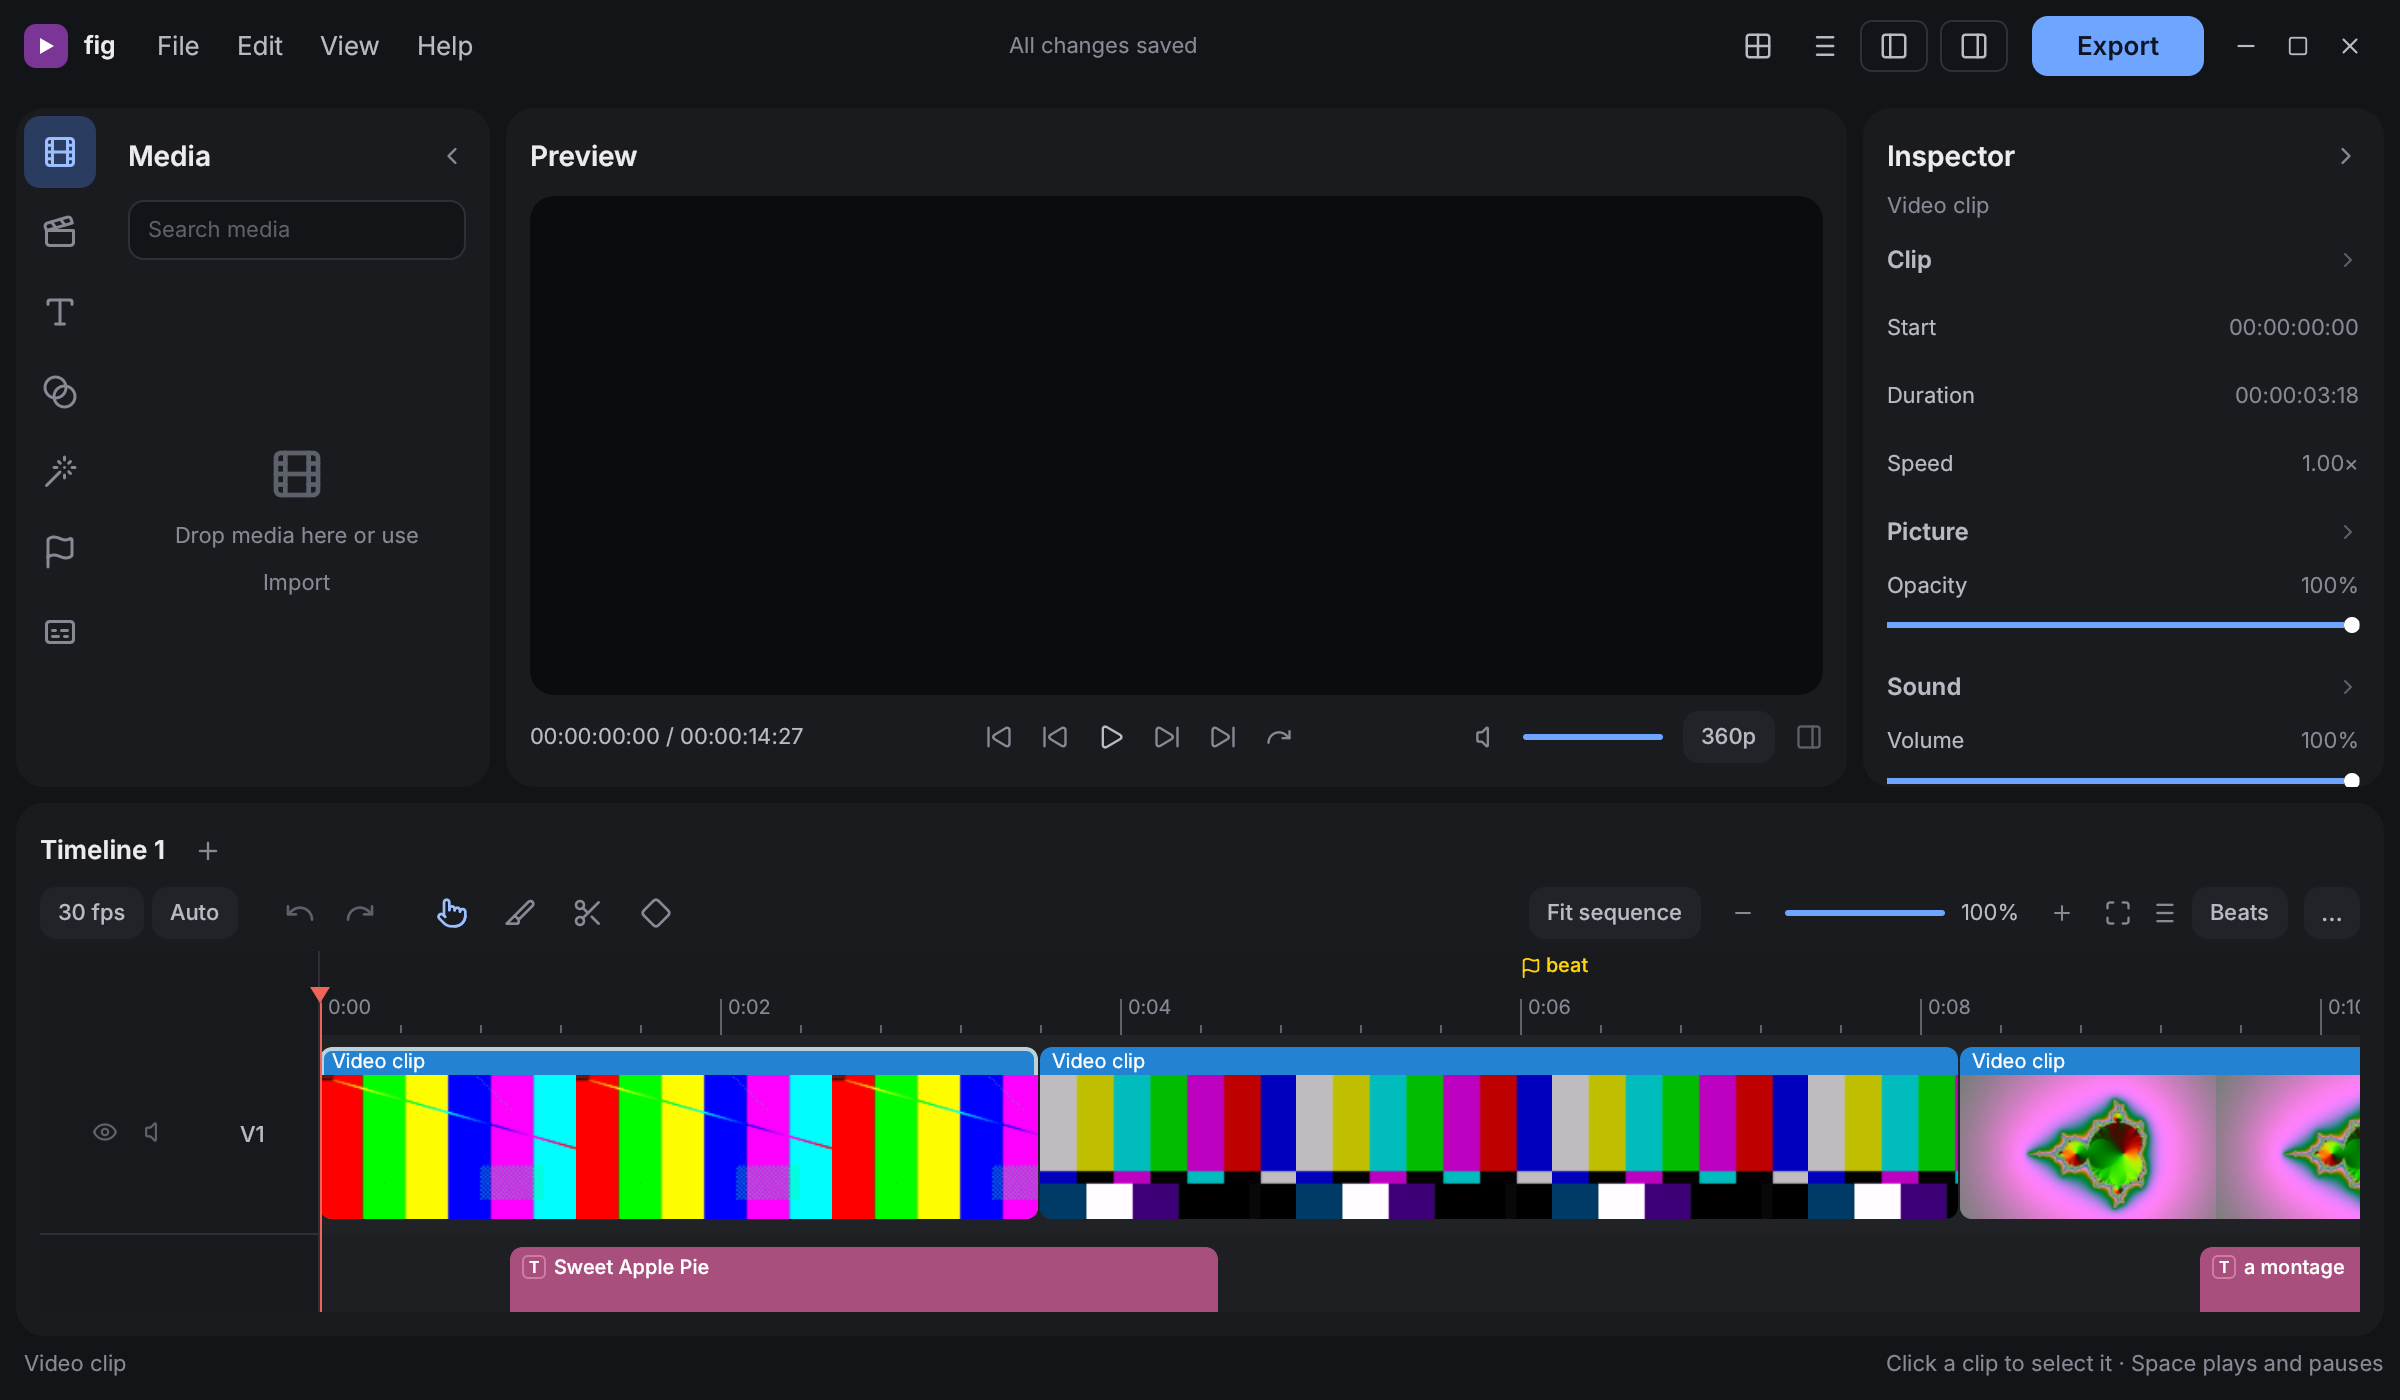 fig File Edit View Help All changes saved Export
Media
Search media
Drop media here or use
Import
Preview
00:00:00:00 / 00:00:14:27 360p
Inspector
Video clip
Clip
Start 00:00:00:00
Duration 00:00:03:18
Speed 1.00×
Picture
Opacity 100%
Sound
Volume 100%
Timeline 1
30 fps Auto Fit sequence 100% Beats ...
beat
0:00 0:02 0:04 0:06 0:08
Video clip Video clip Video clip
V1
T Sweet Apple Pie T a montage
Video clip Click a clip to select it · Space plays and pauses